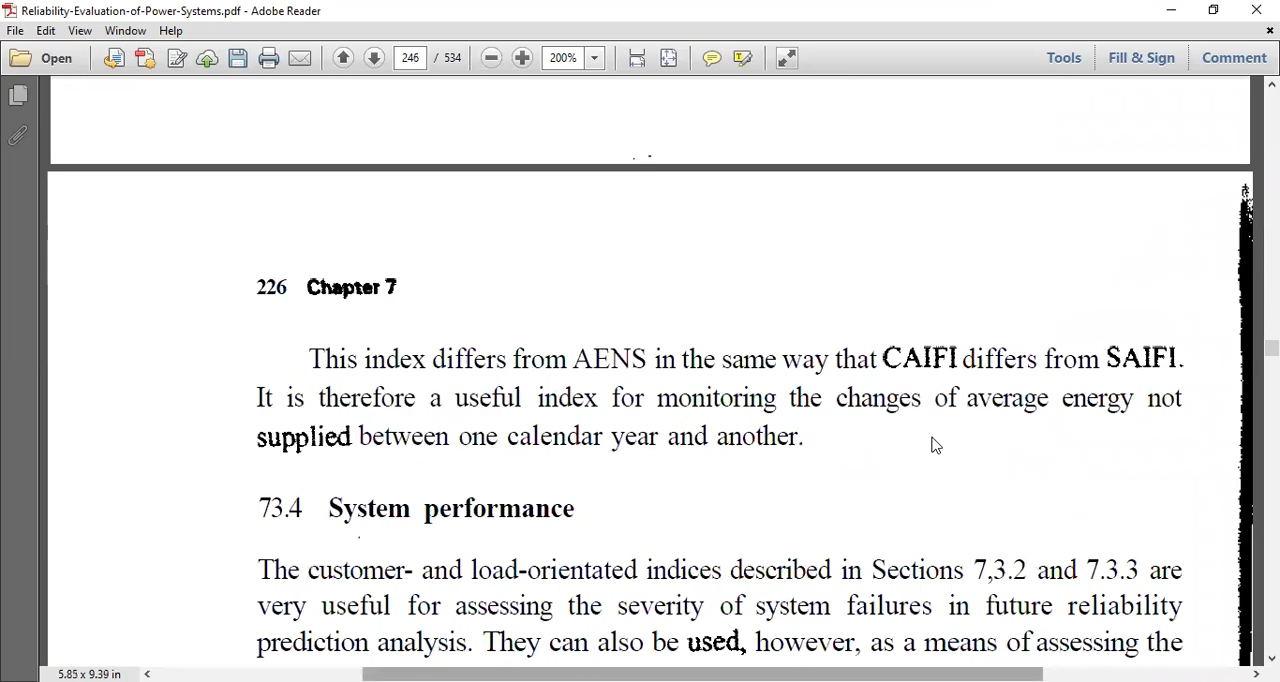 Reliability-Evaluation-of-Power-Systems.pdf - Adobe Reader
File Edit View Window Help
Open 246 / 534 200% Tools Fill & Sign Comment
226 Chapter 7
This index differs from AENS in the same way that CAIFI differs from SAIFI.
It is therefore a useful index for monitoring the changes of average energy not
supplied between one calendar year and another.
73.4 System performance
The customer- and load-orientated indices described in Sections 7,3.2 and 7.3.3 are
very useful for assessing the severity of system failures in future reliability
prediction analysis. They can also be used, however, as a means of assessing the
5.85 x 9.39 in